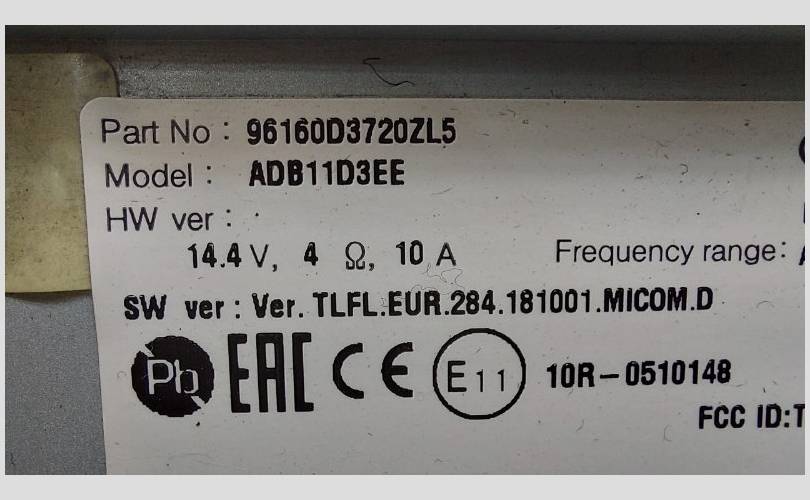 Part No : 96160D3720ZL5
Model : ADB11D3EE
HW ver :
14.4 V, 4 Ω, 10 A Frequency range:
SW ver : Ver. TLFL.EUR.284.181001.MICOM.D
Pb EAC CE E11 10R-0510148
FCC ID:T